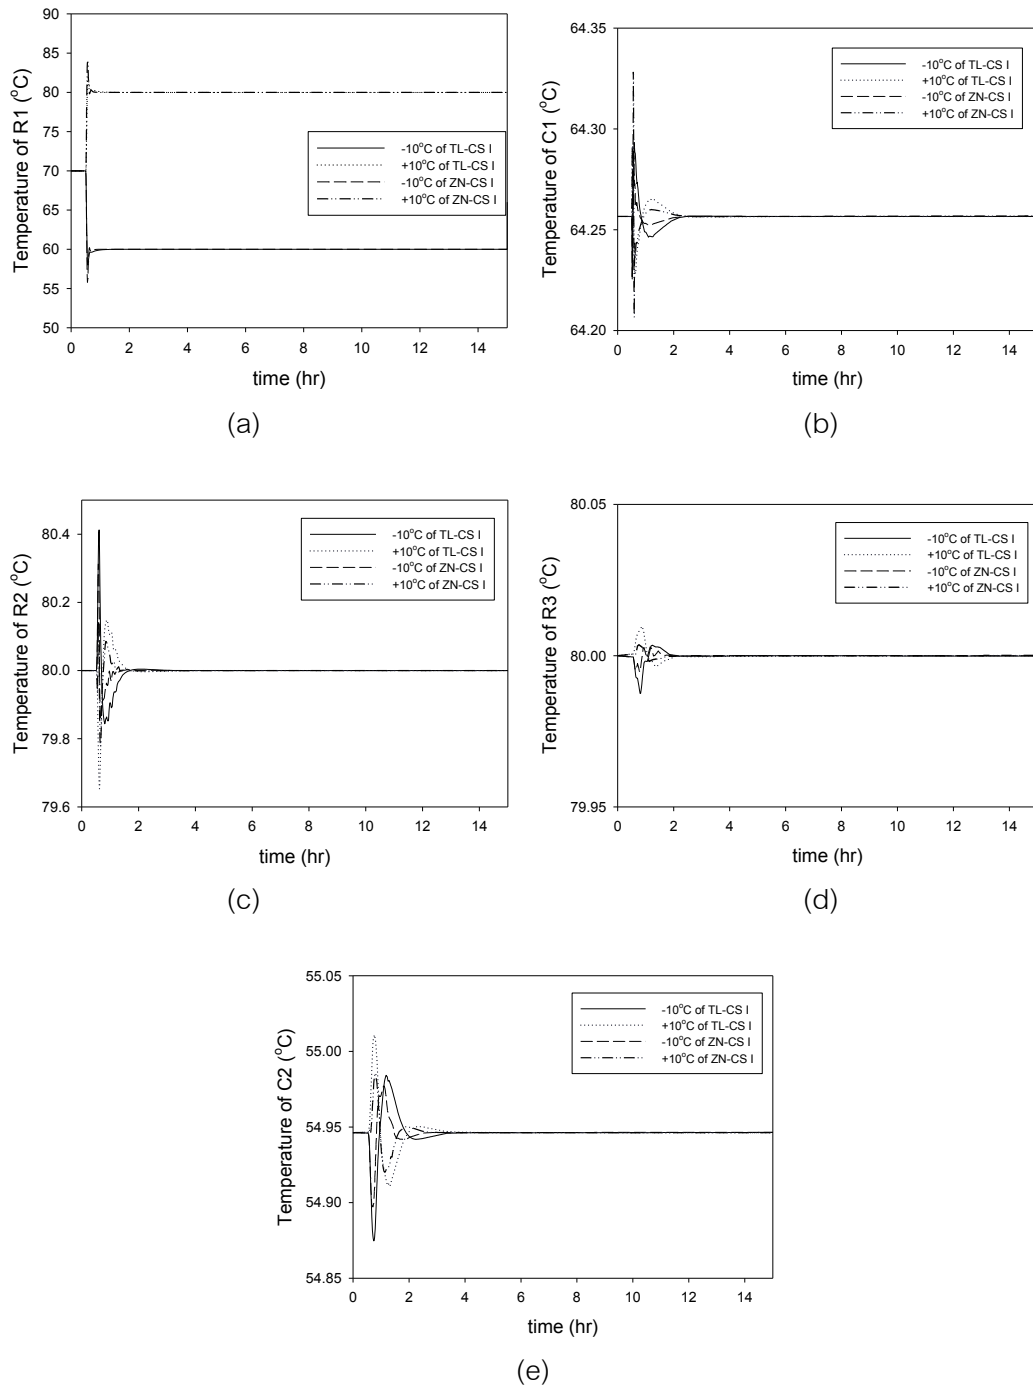 90
85
80
75
70
65
60
55
50
Temperature of R1 (°C)
-10°C of TL-CS I
+10°C of TL-CS I
-10°C of ZN-CS I
+10°C of ZN-CS I
0 2 4 6 8 10 12 14
time (hr)
(a)
64.35
64.30
64.25
64.20
Temperature of C1 (°C)
-10°C of TL-CS I
+10°C of TL-CS I
-10°C of ZN-CS I
+10°C of ZN-CS I
0 2 4 6 8 10 12 14
time (hr)
(b)
80.4
80.2
80.0
79.8
79.6
Temperature of R2 (°C)
-10°C of TL-CS I
+10°C of TL-CS I
-10°C of ZN-CS I
+10°C of ZN-CS I
0 2 4 6 8 10 12 14
time (hr)
(c)
80.05
80.00
79.95
Temperature of R3 (°C)
-10°C of TL-CS I
+10°C of TL-CS I
-10°C of ZN-CS I
+10°C of ZN-CS I
0 2 4 6 8 10 12 14
time (hr)
(d)
55.05
55.00
54.95
54.90
54.85
Temperature of C2 (°C)
-10°C of TL-CS I
+10°C of TL-CS I
-10°C of ZN-CS I
+10°C of ZN-CS I
0 2 4 6 8 10 12 14
time (hr)
(e)